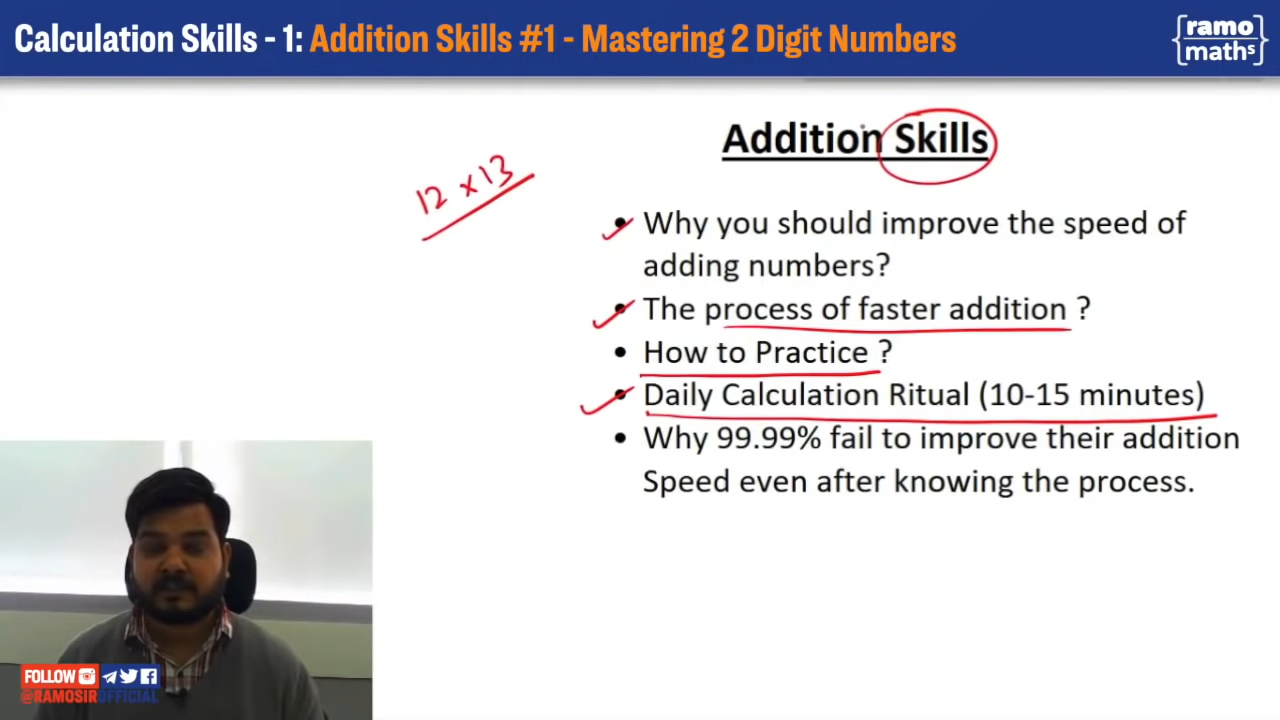 Calculation Skills - 1: Addition Skills #1 - Mastering 2 Digit Numbers
ramo
maths
Addition Skills
12 × 13
• Why you should improve the speed of
adding numbers?
• The process of faster addition ?
• How to Practice ?
• Daily Calculation Ritual (10-15 minutes)
• Why 99.99% fail to improve their addition
Speed even after knowing the process.
FOLLOW
@RAMOSIROFFICIAL